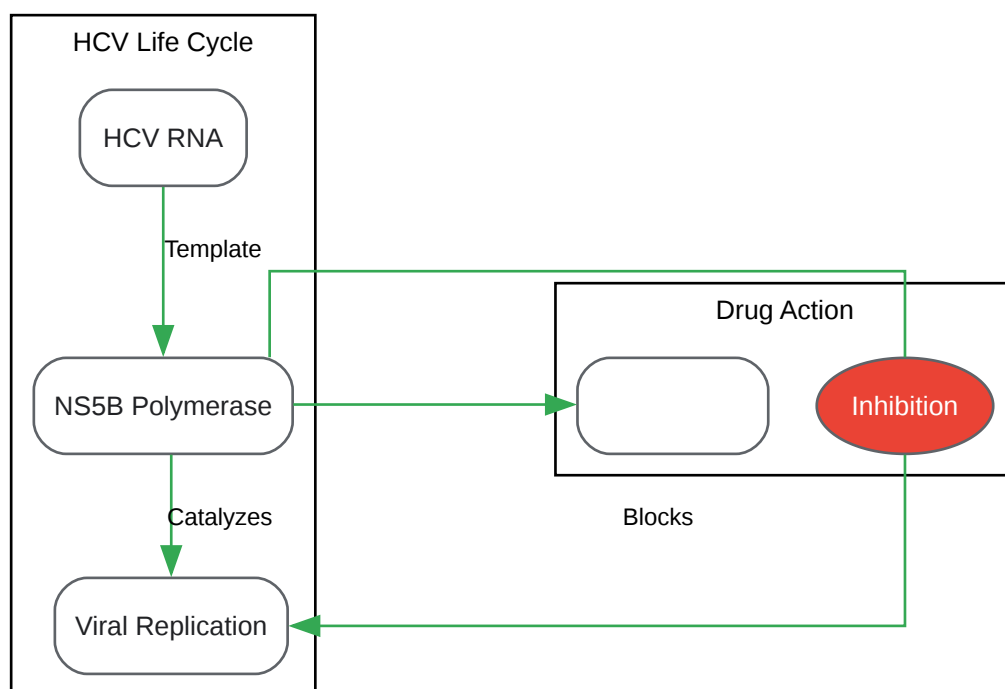 HCV Life Cycle
HCV RNA
Template
Drug Action
NS5B Polymerase
Inhibition
Catalyzes
Blocks
Viral Replication